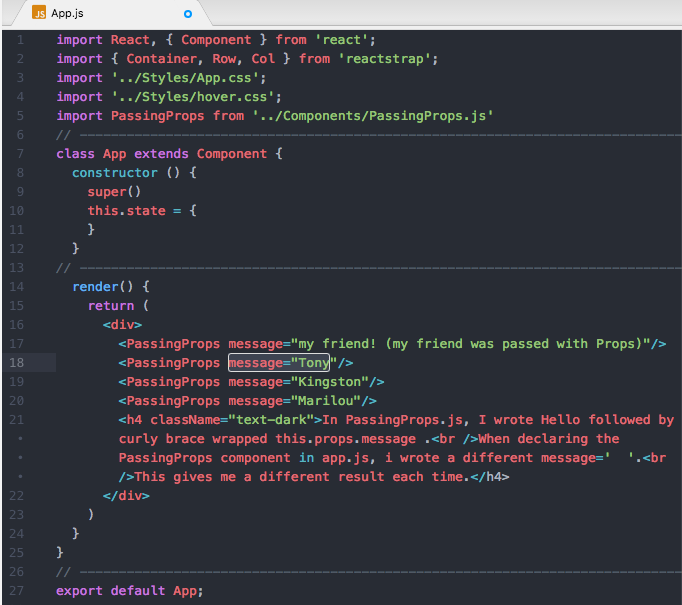 JS App.js
1 import React, { Component } from 'react';
2 import { Container, Row, Col } from 'reactstrap';
3 import '../Styles/App.css';
4 import '../Styles/hover.css';
5 import PassingProps from '../Components/PassingProps.js'
6 // ------------------------------------------------------------------------------
7 class App extends Component {
8 constructor () {
9 super()
10 this.state = {
11 }
12 }
13 // ------------------------------------------------------------------------------
14 render() {
15 return (
16 <div>
17 <PassingProps message="my friend! (my friend was passed with Props)"/>
18 <PassingProps message="Tony"/>
19 <PassingProps message="Kingston"/>
20 <PassingProps message="Marilou"/>
21 <h4 className="text-dark">In PassingProps.js, I wrote Hello followed by
• curly brace wrapped this.props.message .<br />When declaring the
• PassingProps component in app.js, i wrote a different message='  '.<br
• />This gives me a different result each time.</h4>
22 </div>
23 )
24 }
25 }
26 // ------------------------------------------------------------------------------
27 export default App;